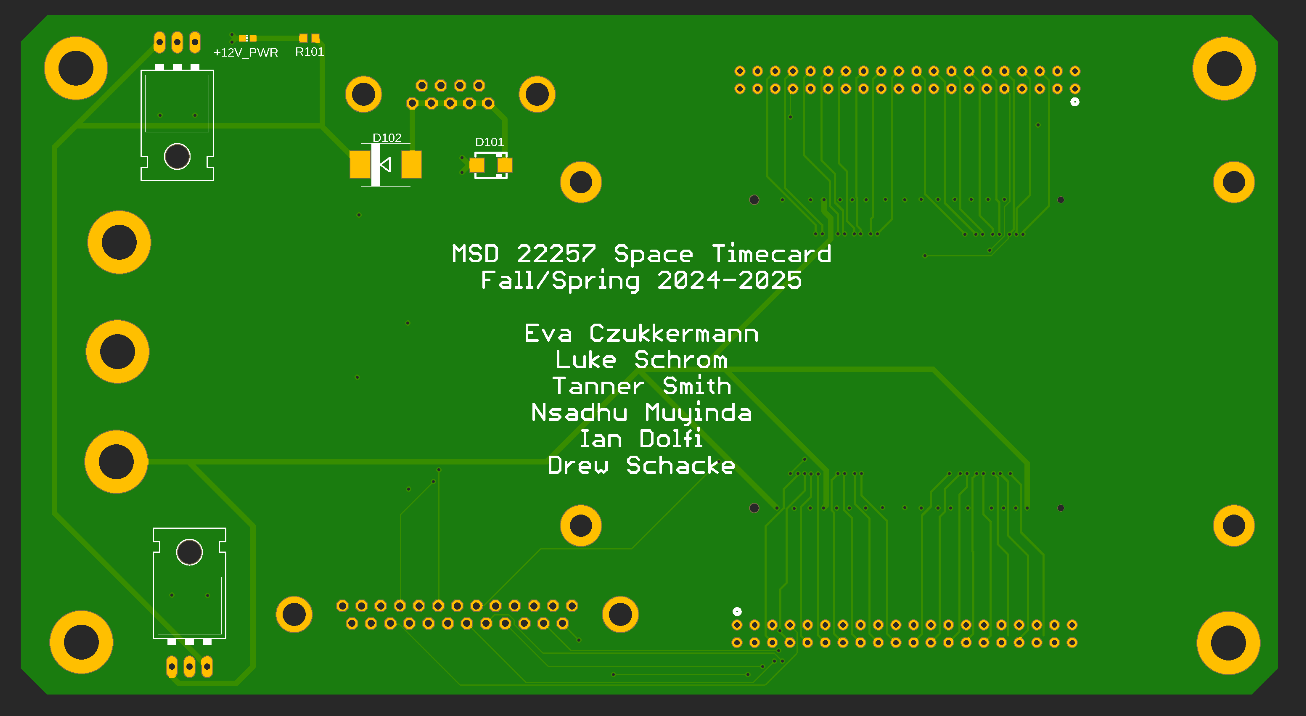 +12V_PWR
R101
D102
D101
MSD 22257 Space Timecard
Fall/Spring 2024-2025
Eva Czukkermann
Luke Schrom
Tanner Smith
Nsadhu Muyinda
Ian Dolfi
Drew Schacke